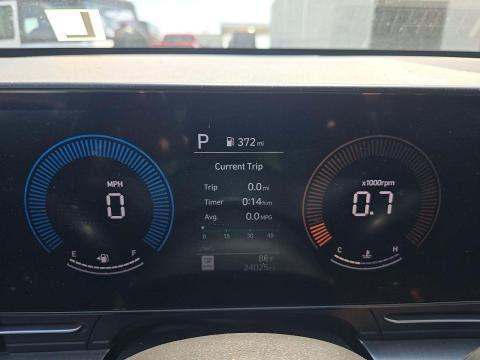 P 372 mi
Current Trip
Trip 0.0 mi
Timer 0:14 h:m
Avg. 0.0 MPG
0 15 30 45
MPH
0
E F
x1000rpm
0.7
C H